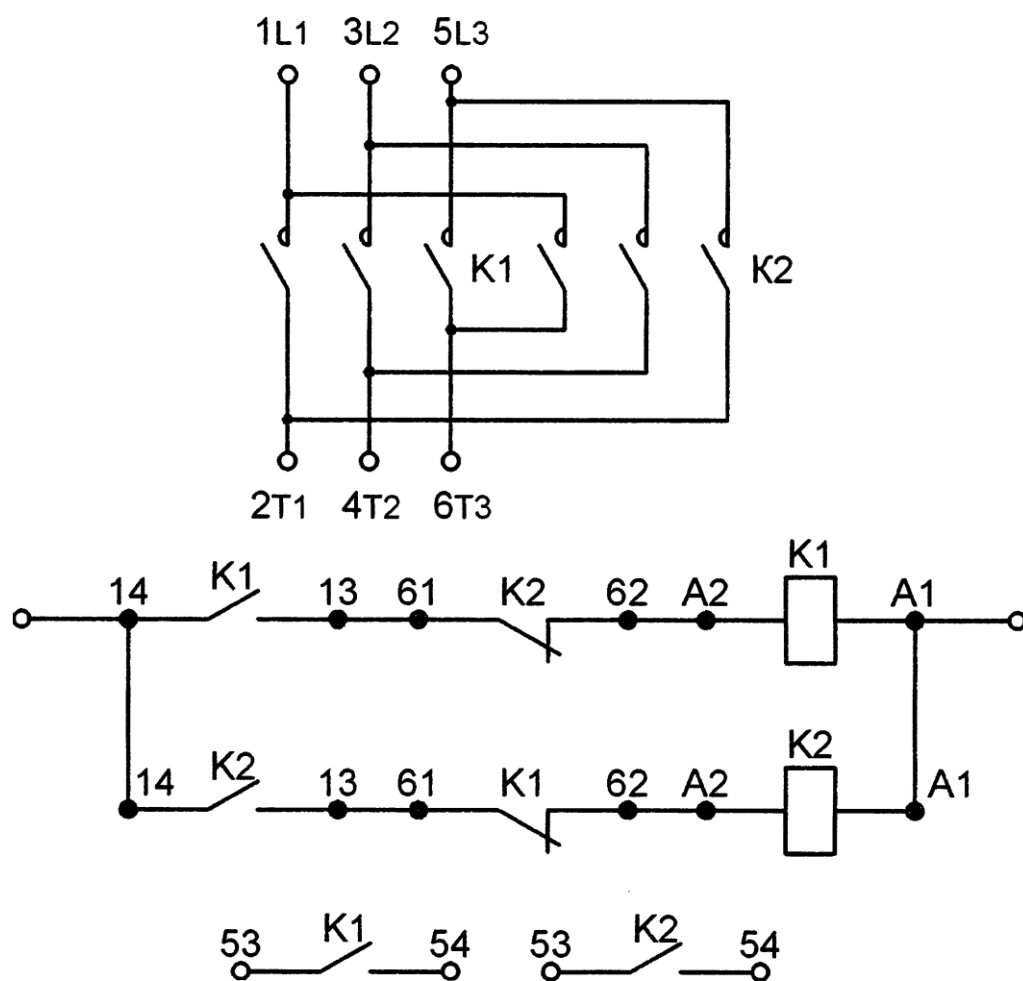 1L1 3L2 5L3
K1 K2
2T1 4T2 6T3
K1
14 K1 13 61 K2 62 A2 A1
K2
14 K2 13 61 K1 62 A2 A1
53 K1 54 53 K2 54